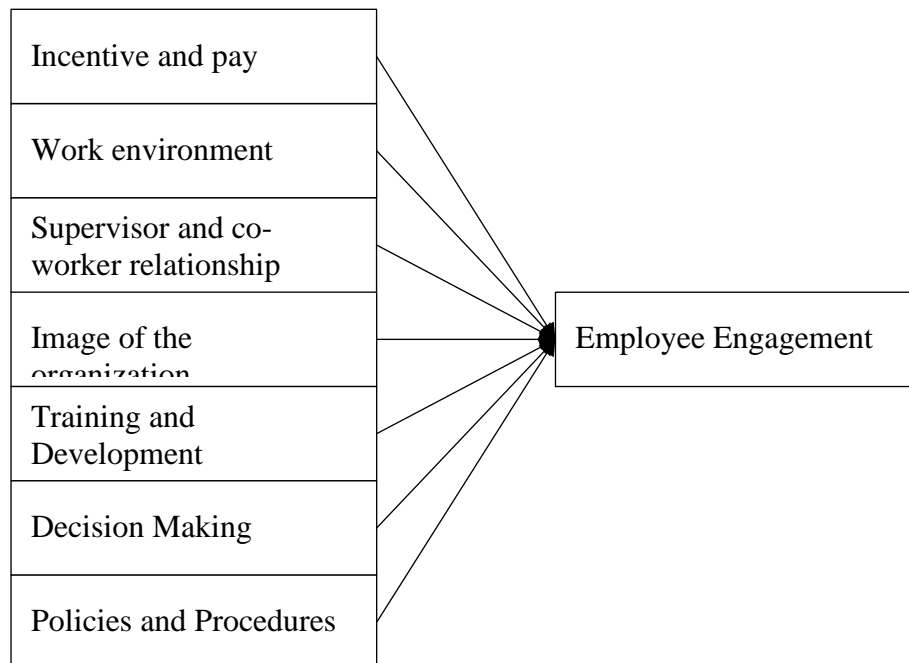 Incentive and pay
Work environment
Supervisor and co-
worker relationship
Image of the
organization
Training and
Development
Decision Making
Policies and Procedures
Employee Engagement